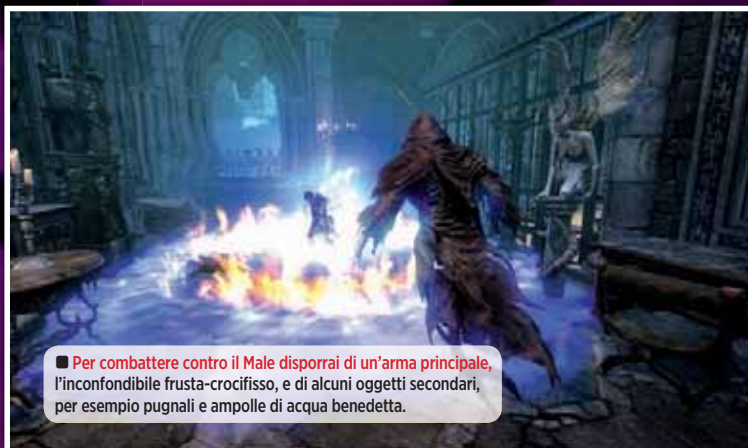 ■ Per combattere contro il Male disporrai di un'arma principale,
l'inconfondibile frusta-crocifisso, e di alcuni oggetti secondari,
per esempio pugnali e ampolle di acqua benedetta.